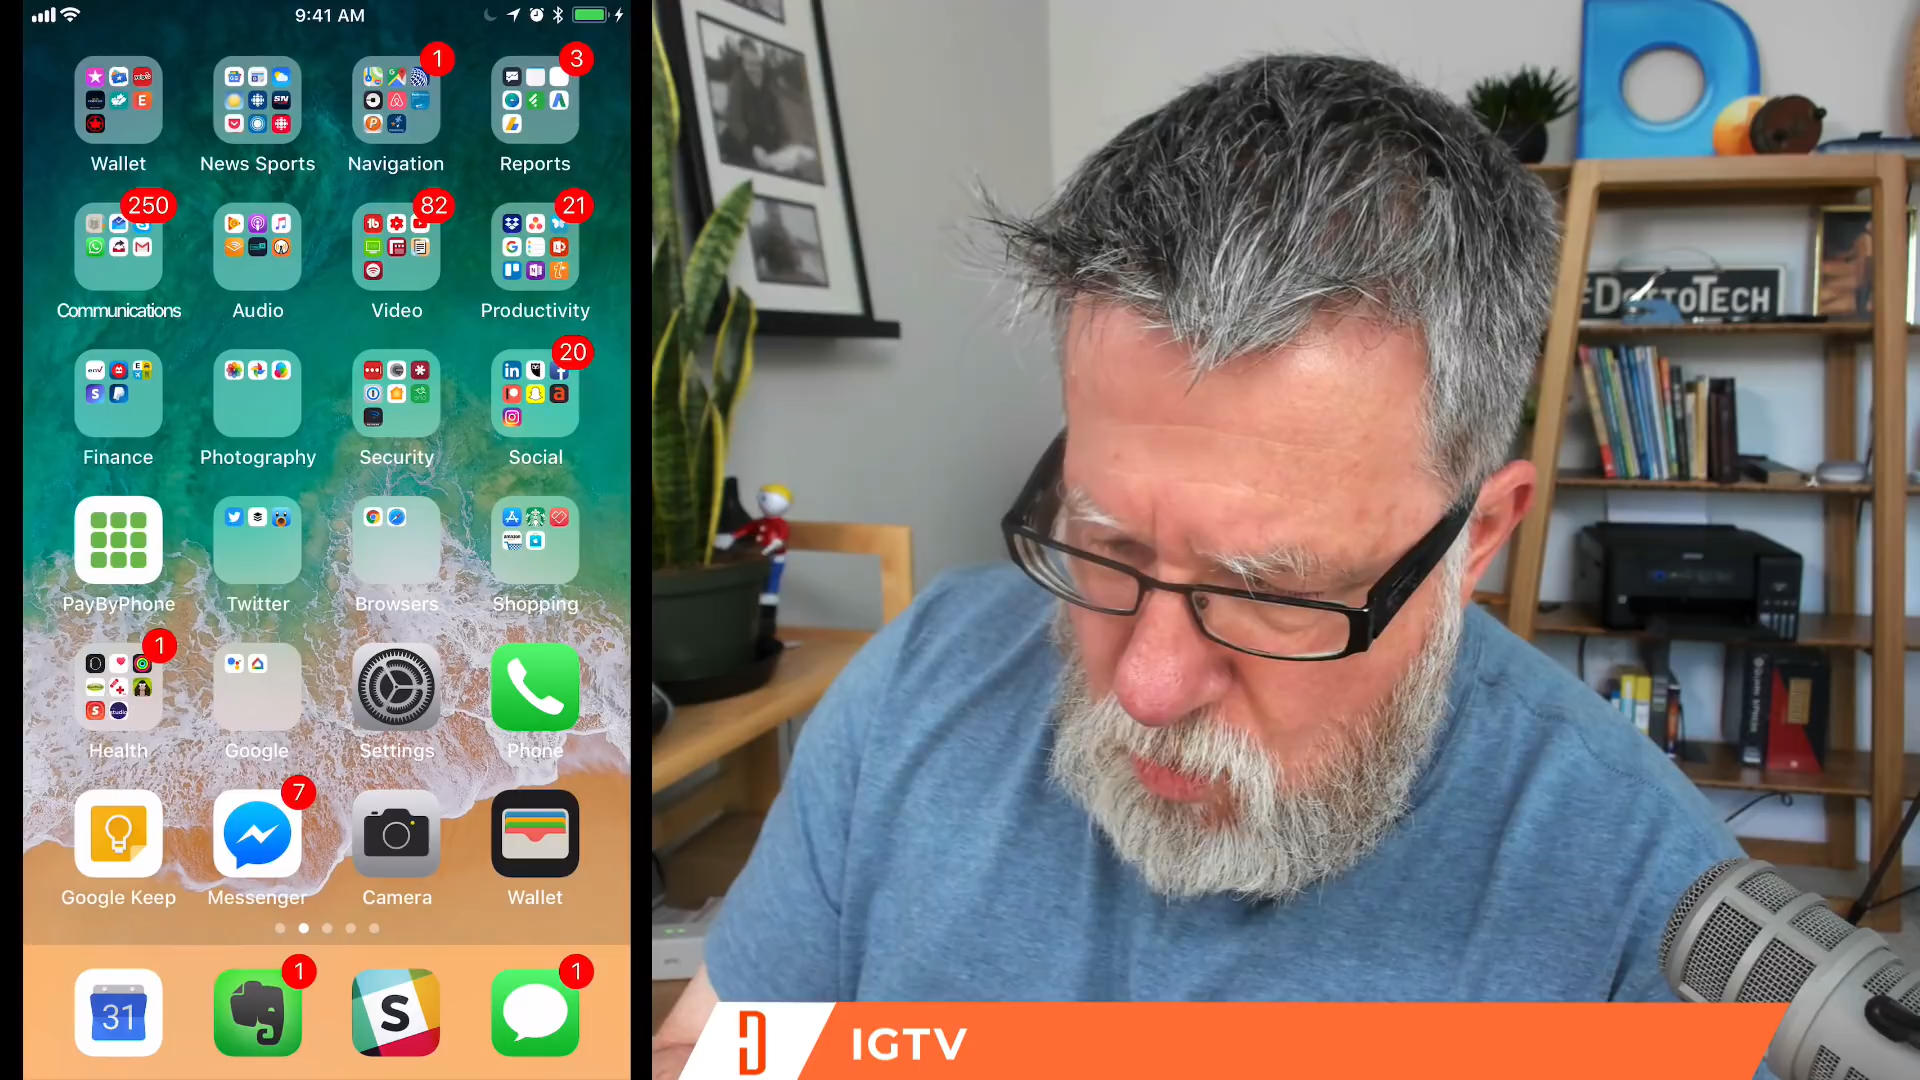 9:41 AM
1
3
Wallet
News Sports
Navigation
Reports
250
82
21
Communications
Audio
Video
Productivity
20
Finance
Photography
Security
Social
PayByPhone
Twitter
Browsers
Shopping
1
Health
Google
Settings
Phone
7
Google Keep
Messenger
Camera
Wallet
31
1
S
1
#DottoTech
IGTV